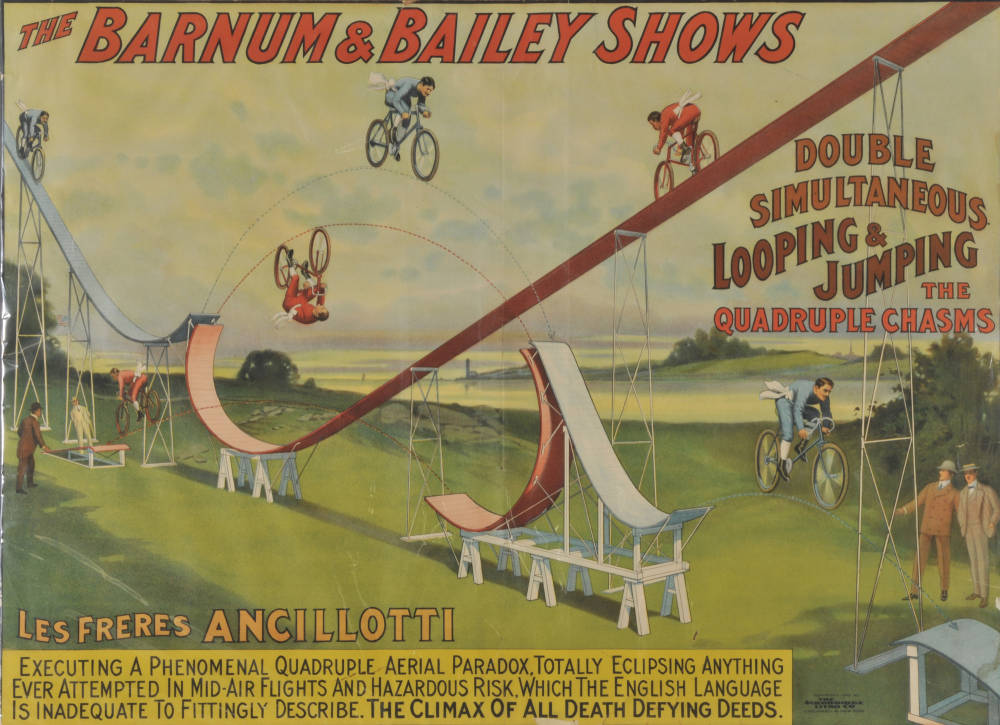 THE BARNUM & BAILEY SHOWS
DOUBLE
SIMULTANEOUS
LOOPING &
JUMPING
THE
QUADRUPLE CHASMS
LES FRERES ANCILLOTTI
EXECUTING A PHENOMENAL QUADRUPLE AERIAL PARADOX, TOTALLY ECLIPSING ANYTHING
EVER ATTEMPTED IN MID-AIR FLIGHTS AND HAZARDOUS RISK, WHICH THE ENGLISH LANGUAGE
IS INADEQUATE TO FITTINGLY DESCRIBE. THE CLIMAX OF ALL DEATH DEFYING DEEDS.